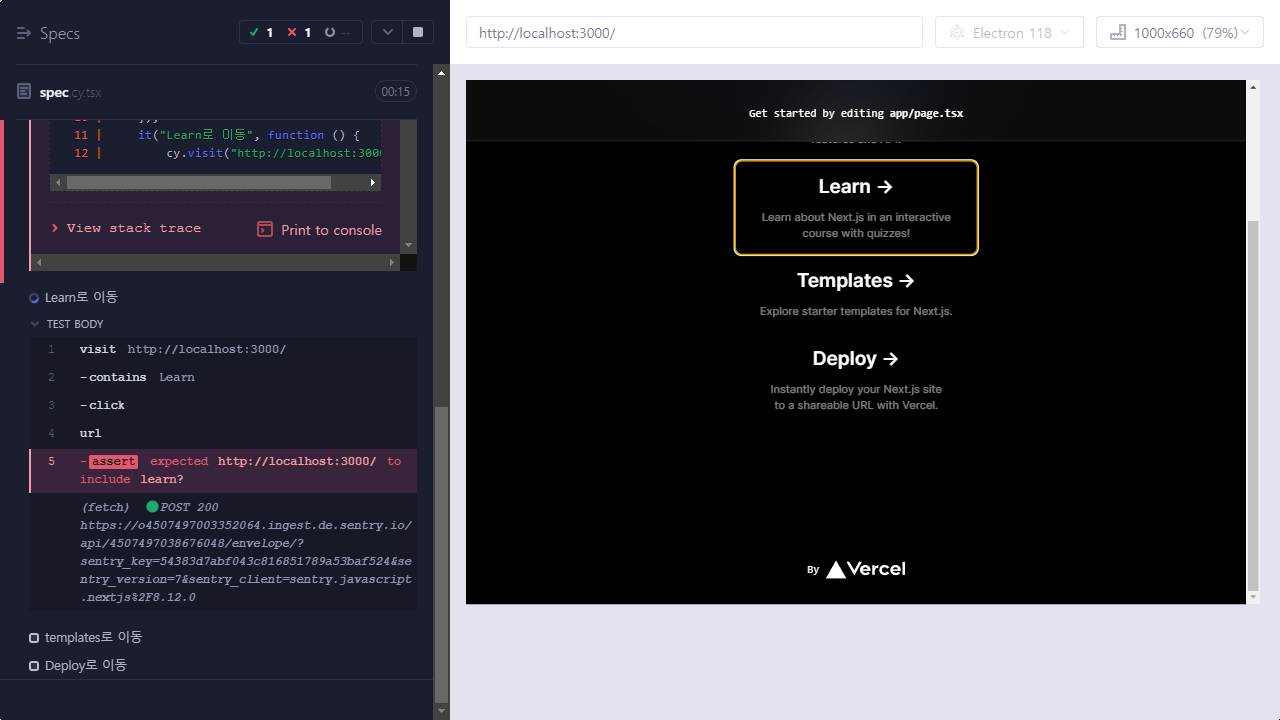 Specs
1
1
--
spec.cy.tsx
00:15
11 | it("Learn로 이동", function () {
12 | cy.visit("http://localhost:300
View stack trace
Print to console
Learn로 이동
TEST BODY
1 visit http://localhost:3000/
2 -contains Learn
3 -click
4 url
5 -assert expected http://localhost:3000/ to
include learn?
(fetch) POST 200
https://o4507497003352064.ingest.de.sentry.io/
api/4507497038676048/envelope/?
sentry_key=54383d7abf043c816851789a53baf524&se
ntry_version=7&sentry_client=sentry.javascript
.nextjs%2F8.12.0
templates로 이동
Deploy로 이동
http://localhost:3000/
Electron 118
1000x660 (79%)
Get started by editing app/page.tsx
Learn →
Learn about Next.js in an interactive
course with quizzes!
Templates →
Explore starter templates for Next.js.
Deploy →
Instantly deploy your Next.js site
to a shareable URL with Vercel.
By Vercel